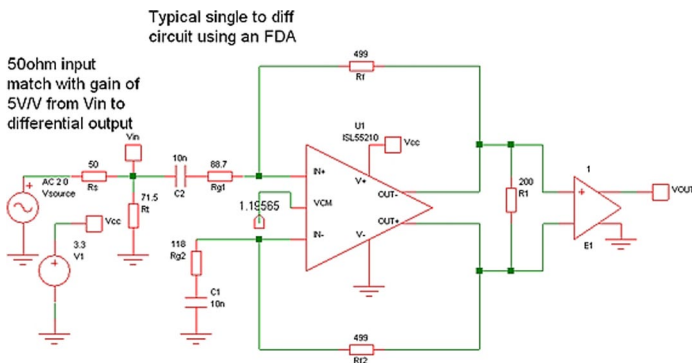 Typical single to diff
circuit using an FDA
50ohm input
match with gain of
5V/V from Vin to
differential output
499
Rf
U1
ISL55210
Vcc
Vin
10n
C2
88.7
Rg1
50
Rs
AC 2 0
Vsource
71.5
Rt
Vcc
3.3
V1
1.19565
IN+
VCM
IN-
V+
OUT-
OUT+
V-
118
Rg2
C1
10n
200
R1
1
E1
VOUT
499
Rf2